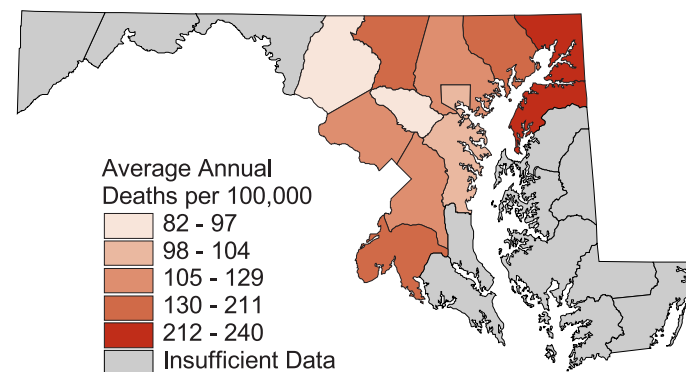 Average Annual
Deaths per 100,000
82 - 97
98 - 104
105 - 129
130 - 211
212 - 240
Insufficient Data